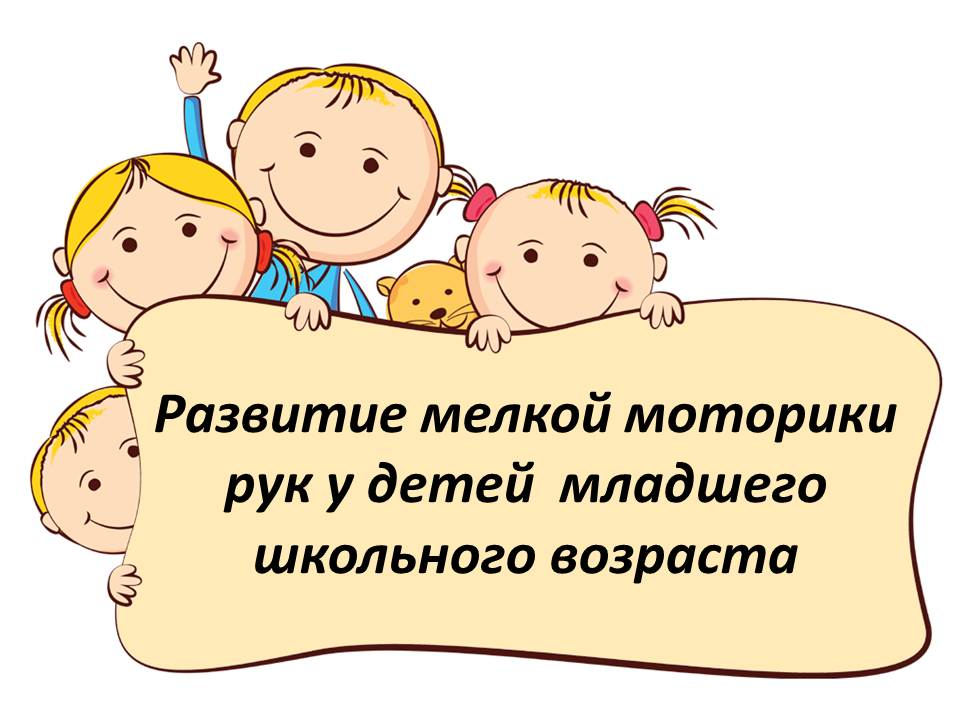 Развитие мелкой моторики
рук у детей младшего
школьного возраста